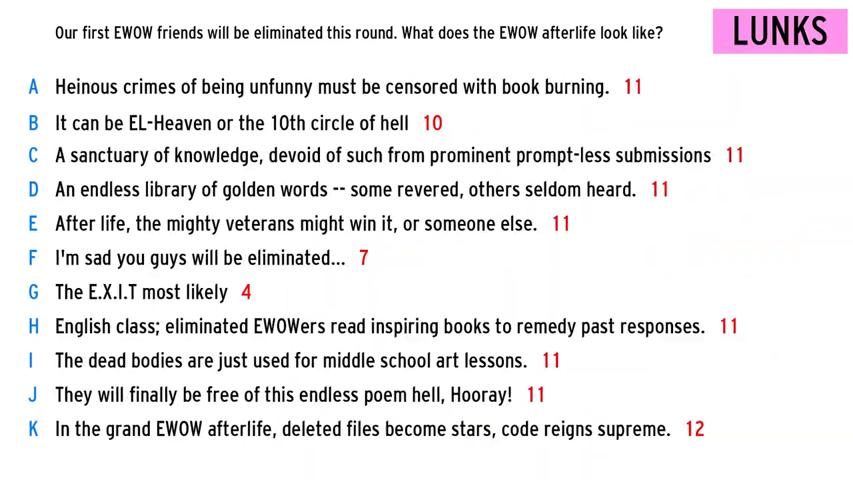 Our first EWOW friends will be eliminated this round. What does the EWOW afterlife look like?
LUNKS
A Heinous crimes of being unfunny must be censored with book burning. 11
B It can be EL-Heaven or the 10th circle of hell 10
C A sanctuary of knowledge, devoid of such from prominent prompt-less submissions 11
D An endless library of golden words -- some revered, others seldom heard. 11
E After life, the mighty veterans might win it, or someone else. 11
F I'm sad you guys will be eliminated... 7
G The E.X.I.T most likely 4
H English class; eliminated EWOWers read inspiring books to remedy past responses. 11
I The dead bodies are just used for middle school art lessons. 11
J They will finally be free of this endless poem hell, Hooray! 11
K In the grand EWOW afterlife, deleted files become stars, code reigns supreme. 12